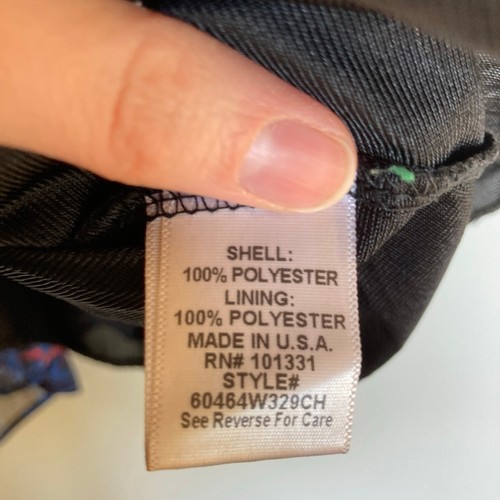 SHELL:
100% POLYESTER
LINING:
100% POLYESTER
MADE IN U.S.A.
RN# 101331
STYLE#
60464W329CH
See Reverse For Care